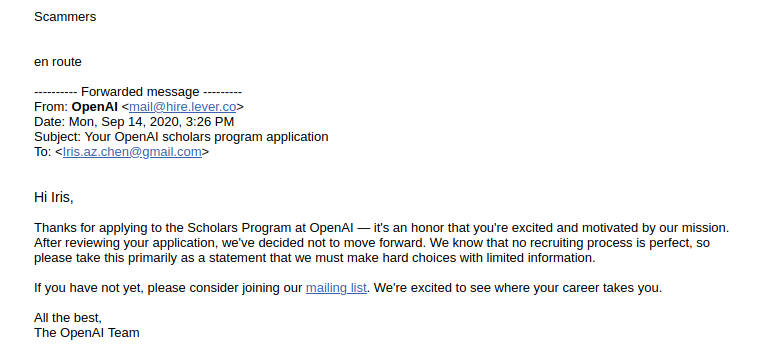 Scammers
en route
---------- Forwarded message ---------
From: OpenAI <mail@hire.lever.co>
Date: Mon, Sep 14, 2020, 3:26 PM
Subject: Your OpenAI scholars program application
To: <Iris.az.chen@gmail.com>
Hi Iris,
Thanks for applying to the Scholars Program at OpenAI — it's an honor that you're excited and motivated by our mission.
After reviewing your application, we've decided not to move forward. We know that no recruiting process is perfect, so
please take this primarily as a statement that we must make hard choices with limited information.
If you have not yet, please consider joining our mailing list. We're excited to see where your career takes you.
All the best,
The OpenAI Team